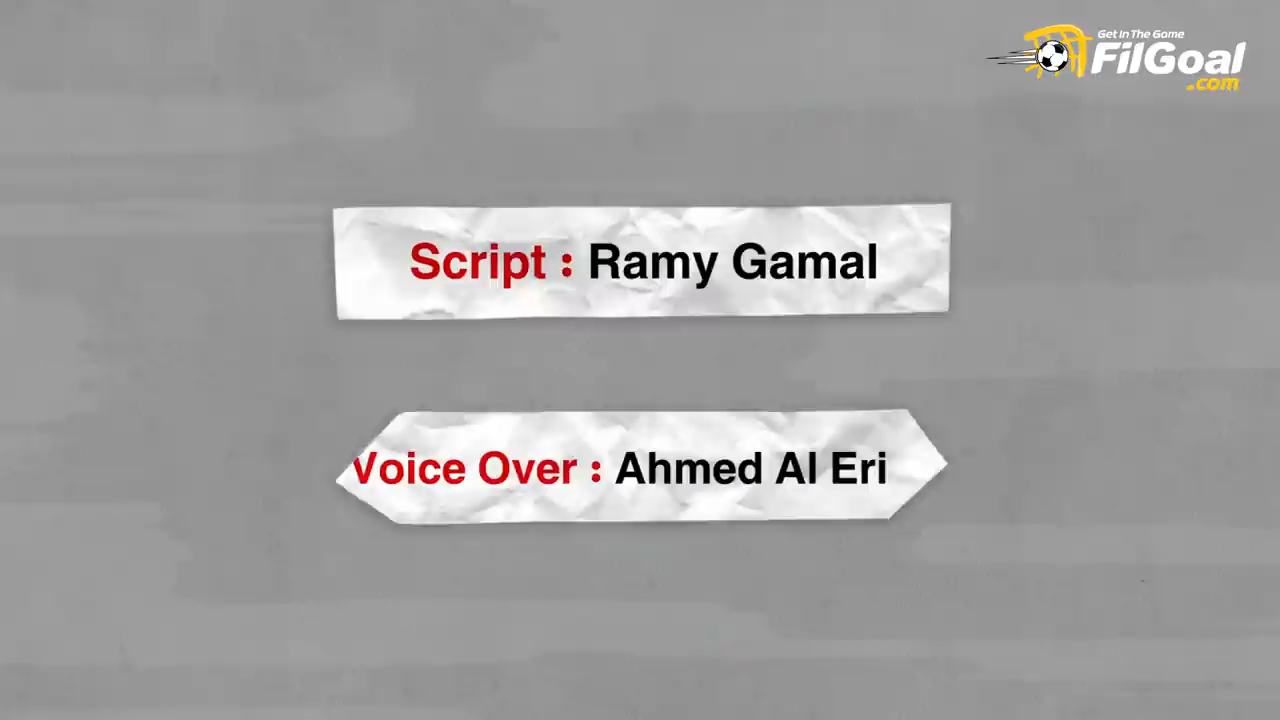 Get In The Game
FilGoal
.com
Script : Ramy Gamal
Voice Over : Ahmed Al Eri